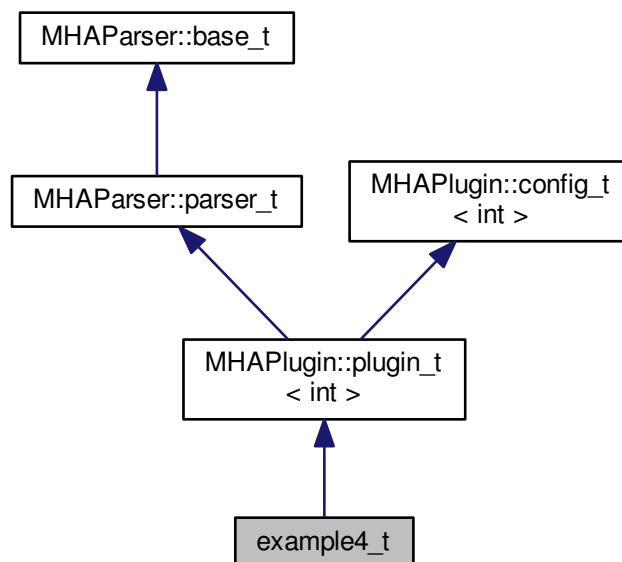 MHAParser::base_t
MHAParser::parser_t
MHAPlugin::config_t
< int >
MHAPlugin::plugin_t
< int >
example4_t